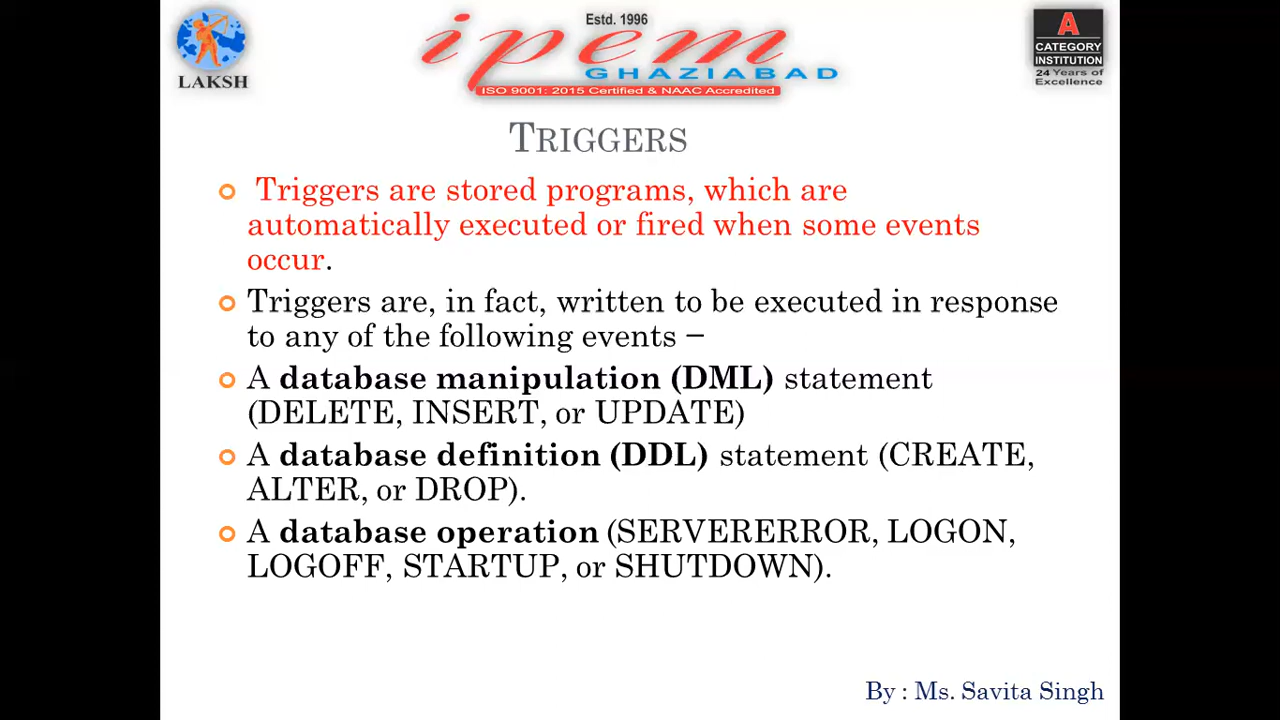 LAKSH
Estd. 1996
ipem
GHAZIABAD
ISO 9001: 2015 Certified & NAAC Accredited
A
CATEGORY
INSTITUTION
24 Years of
Excellence
TRIGGERS
Triggers are stored programs, which are
automatically executed or fired when some events
occur.
Triggers are, in fact, written to be executed in response
to any of the following events −
A database manipulation (DML) statement
(DELETE, INSERT, or UPDATE)
A database definition (DDL) statement (CREATE,
ALTER, or DROP).
A database operation (SERVERERROR, LOGON,
LOGOFF, STARTUP, or SHUTDOWN).
By : Ms. Savita Singh